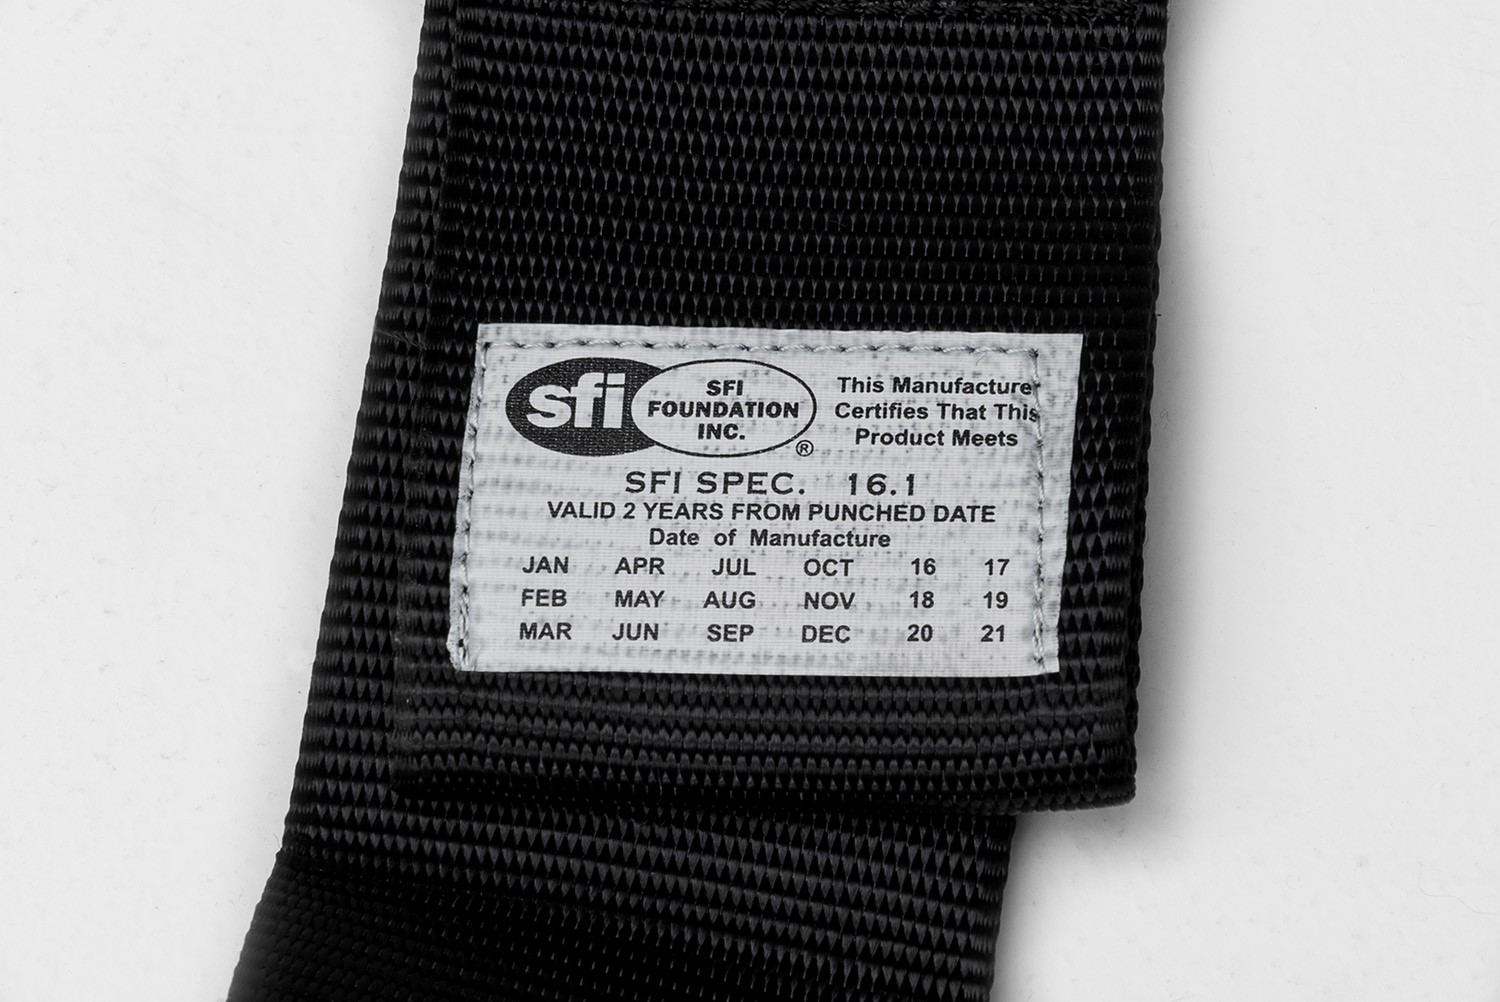 sfi
SFI
FOUNDATION
INC.
®
This Manufacture
Certifies That This
Product Meets
SFI SPEC. 16.1
VALID 2 YEARS FROM PUNCHED DATE
Date of Manufacture
JAN APR JUL OCT 16 17
FEB MAY AUG NOV 18 19
MAR JUN SEP DEC 20 21